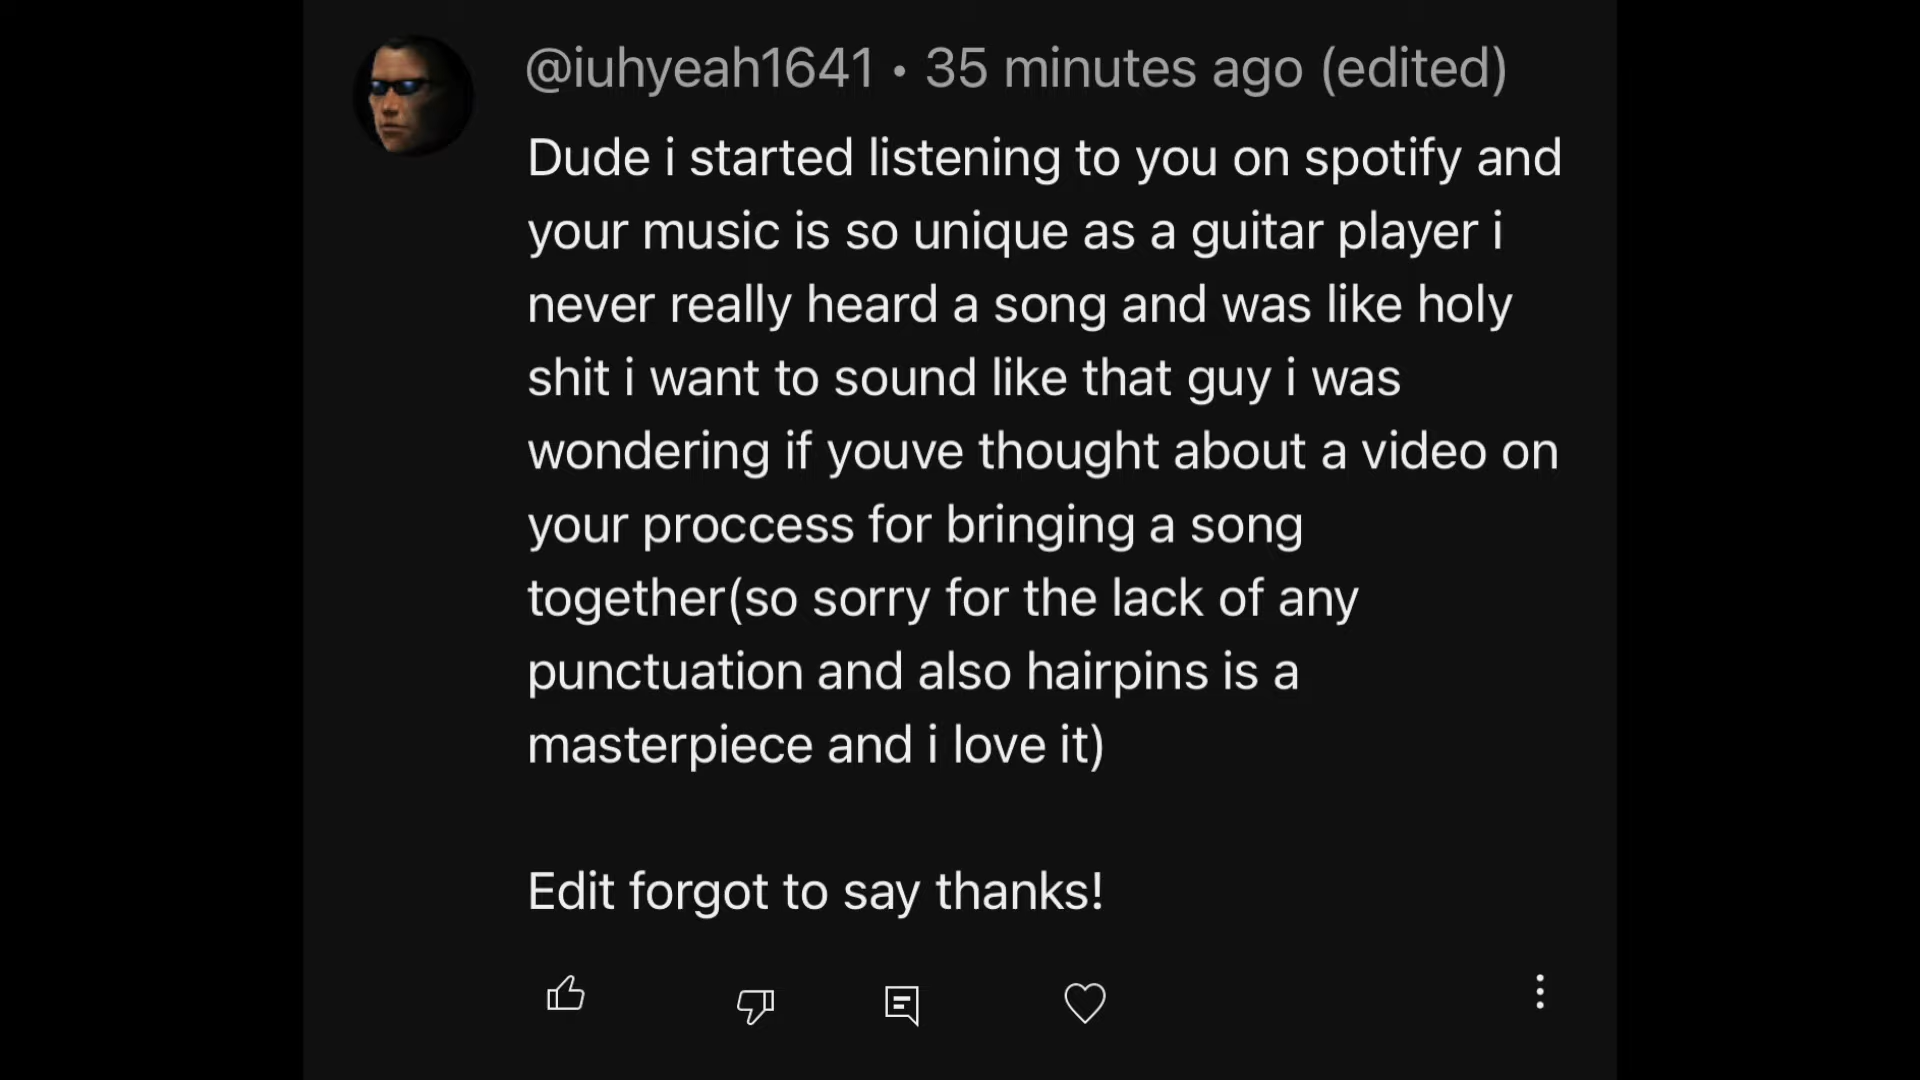 @iuhyeah1641 • 35 minutes ago (edited)
Dude i started listening to you on spotify and
your music is so unique as a guitar player i
never really heard a song and was like holy
shit i want to sound like that guy i was
wondering if youve thought about a video on
your proccess for bringing a song
together(so sorry for the lack of any
punctuation and also hairpins is a
masterpiece and i love it)
Edit forgot to say thanks!